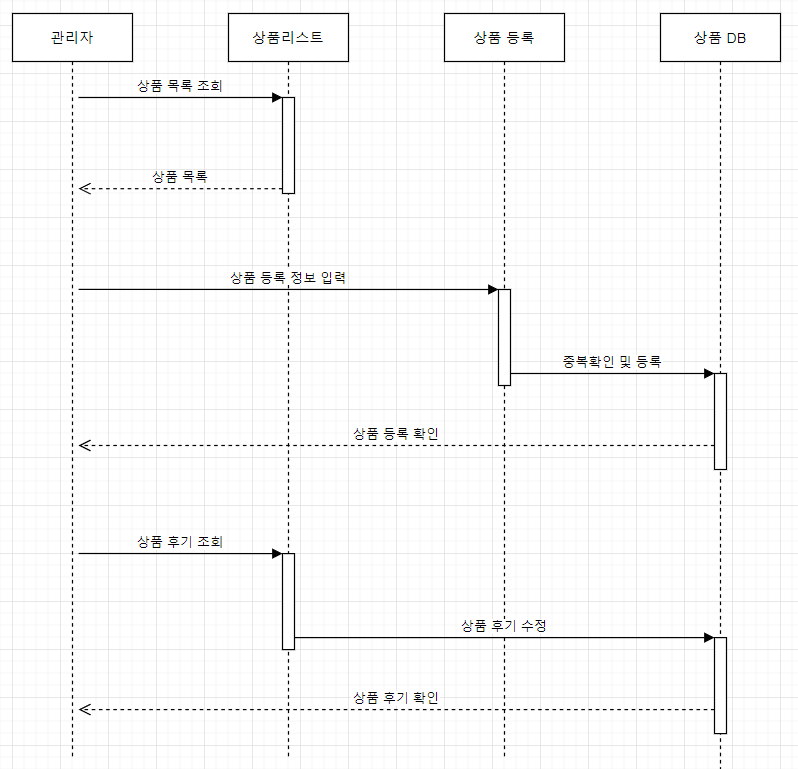 관리자
상품리스트
상품 등록
상품 DB
상품 목록 조회
상품 목록
상품 등록 정보 입력
중복확인 및 등록
상품 등록 확인
상품 후기 조회
상품 후기 수정
상품 후기 확인